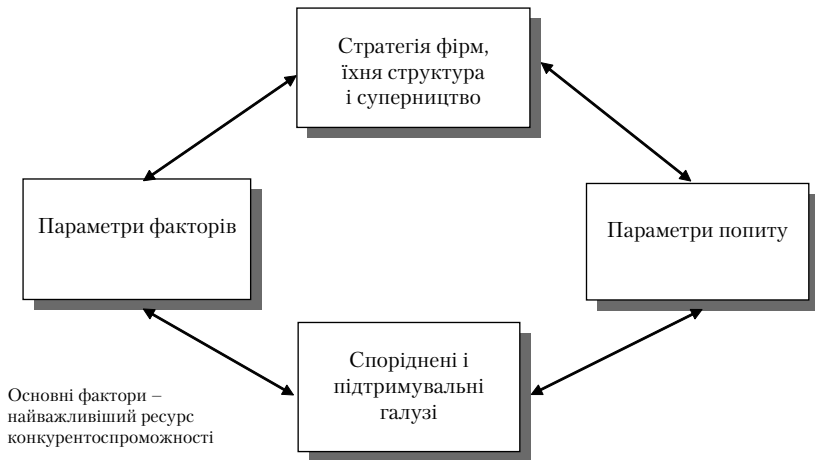 Стратегія фірм,
їхня структура
і суперництво
Параметри факторів
Параметри попиту
Споріднені і
підтримувальні
галузі
Основні фактори –
найважливіший ресурс
конкурентоспроможності